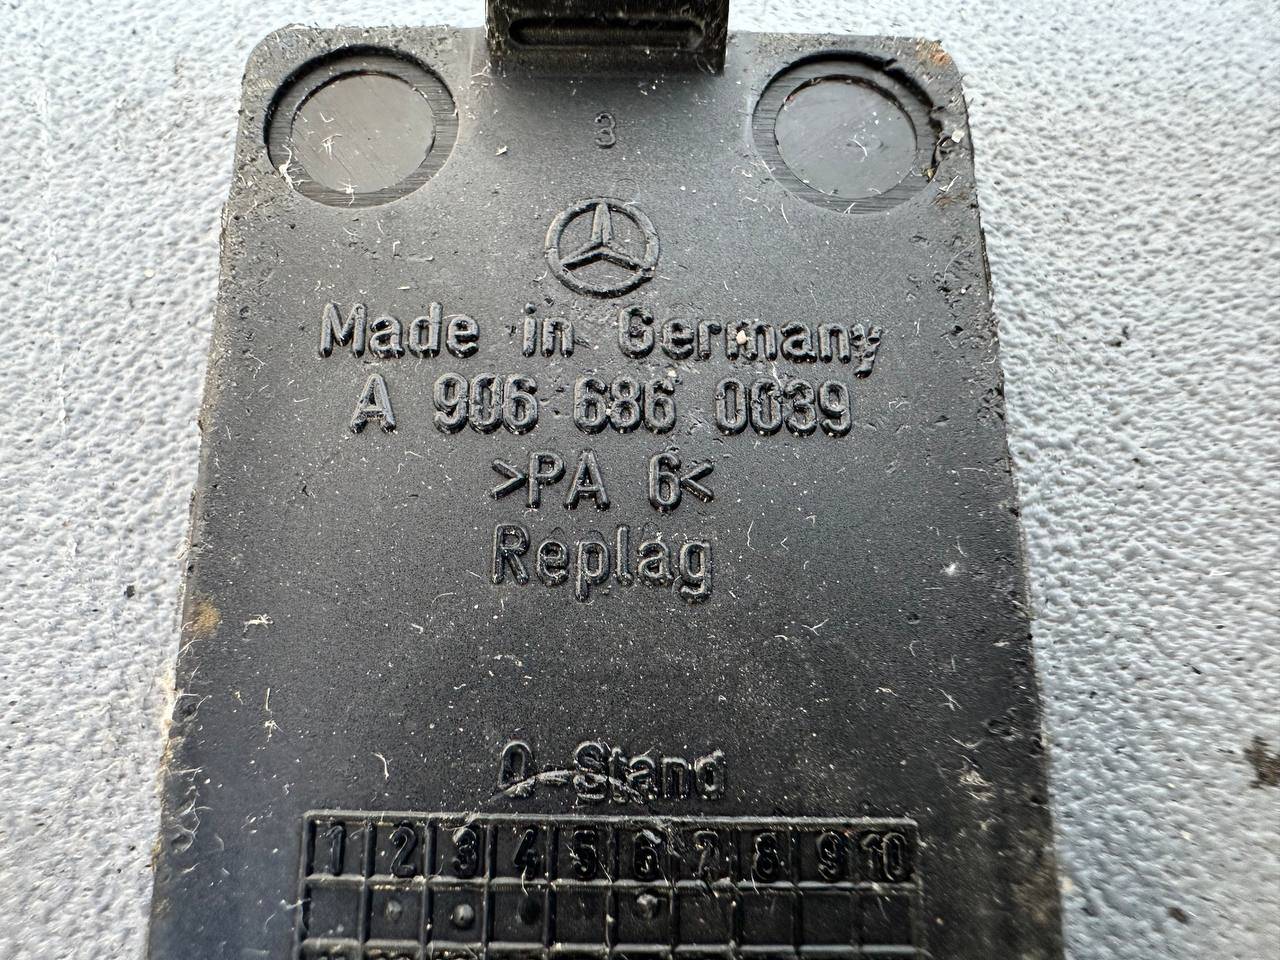 3
Made in Germany
A 906 686 0039
>PA 6<
Replag
Q-Stand
1 2 3 4 5 6 7 8 9 10